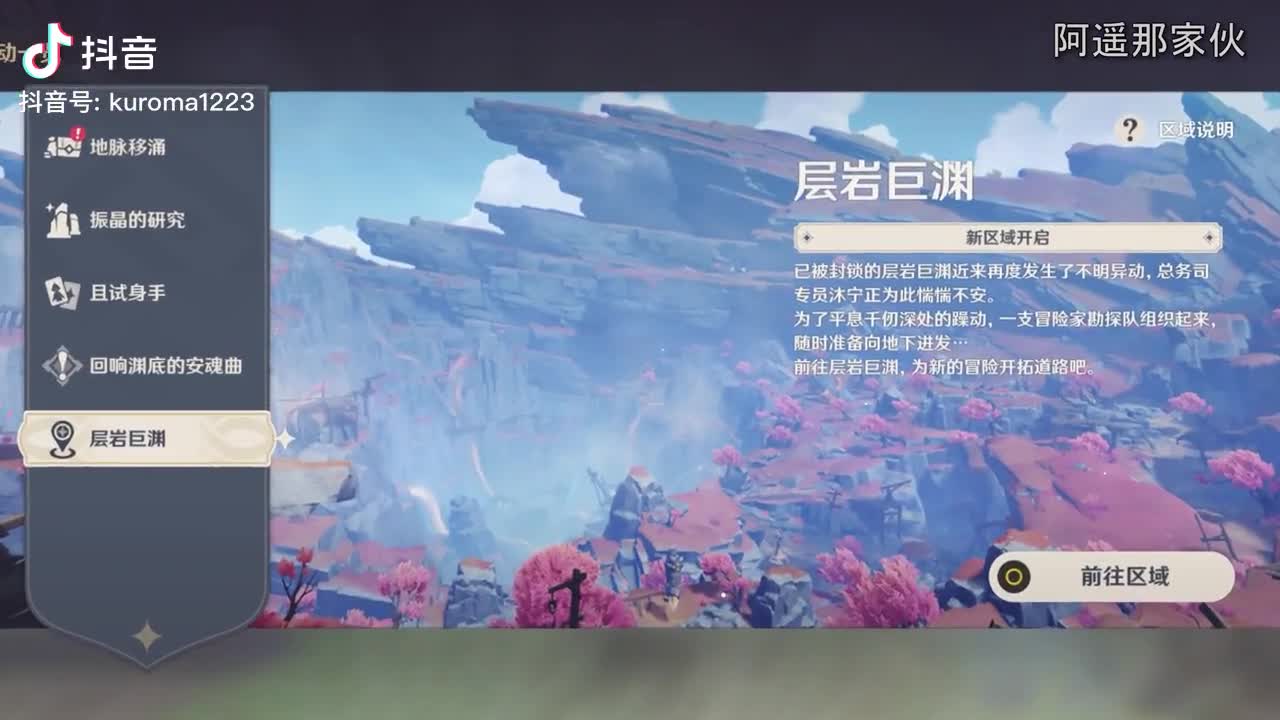 抖音
抖音号: kuroma1223
阿遥那家伙
地脉移涌
振晶的研究
且试身手
回响渊底的安魂曲
层岩巨渊
区域说明
层岩巨渊
新区域开启
已被封锁的层岩巨渊近来再度发生了不明异动，总务司
专员沐宁正为此惴惴不安。
为了平息千仞深处的躁动，一支冒险家勘探队组织起来，
随时准备向地下进发…
前往层岩巨渊，为新的冒险开拓道路吧。
前往区域